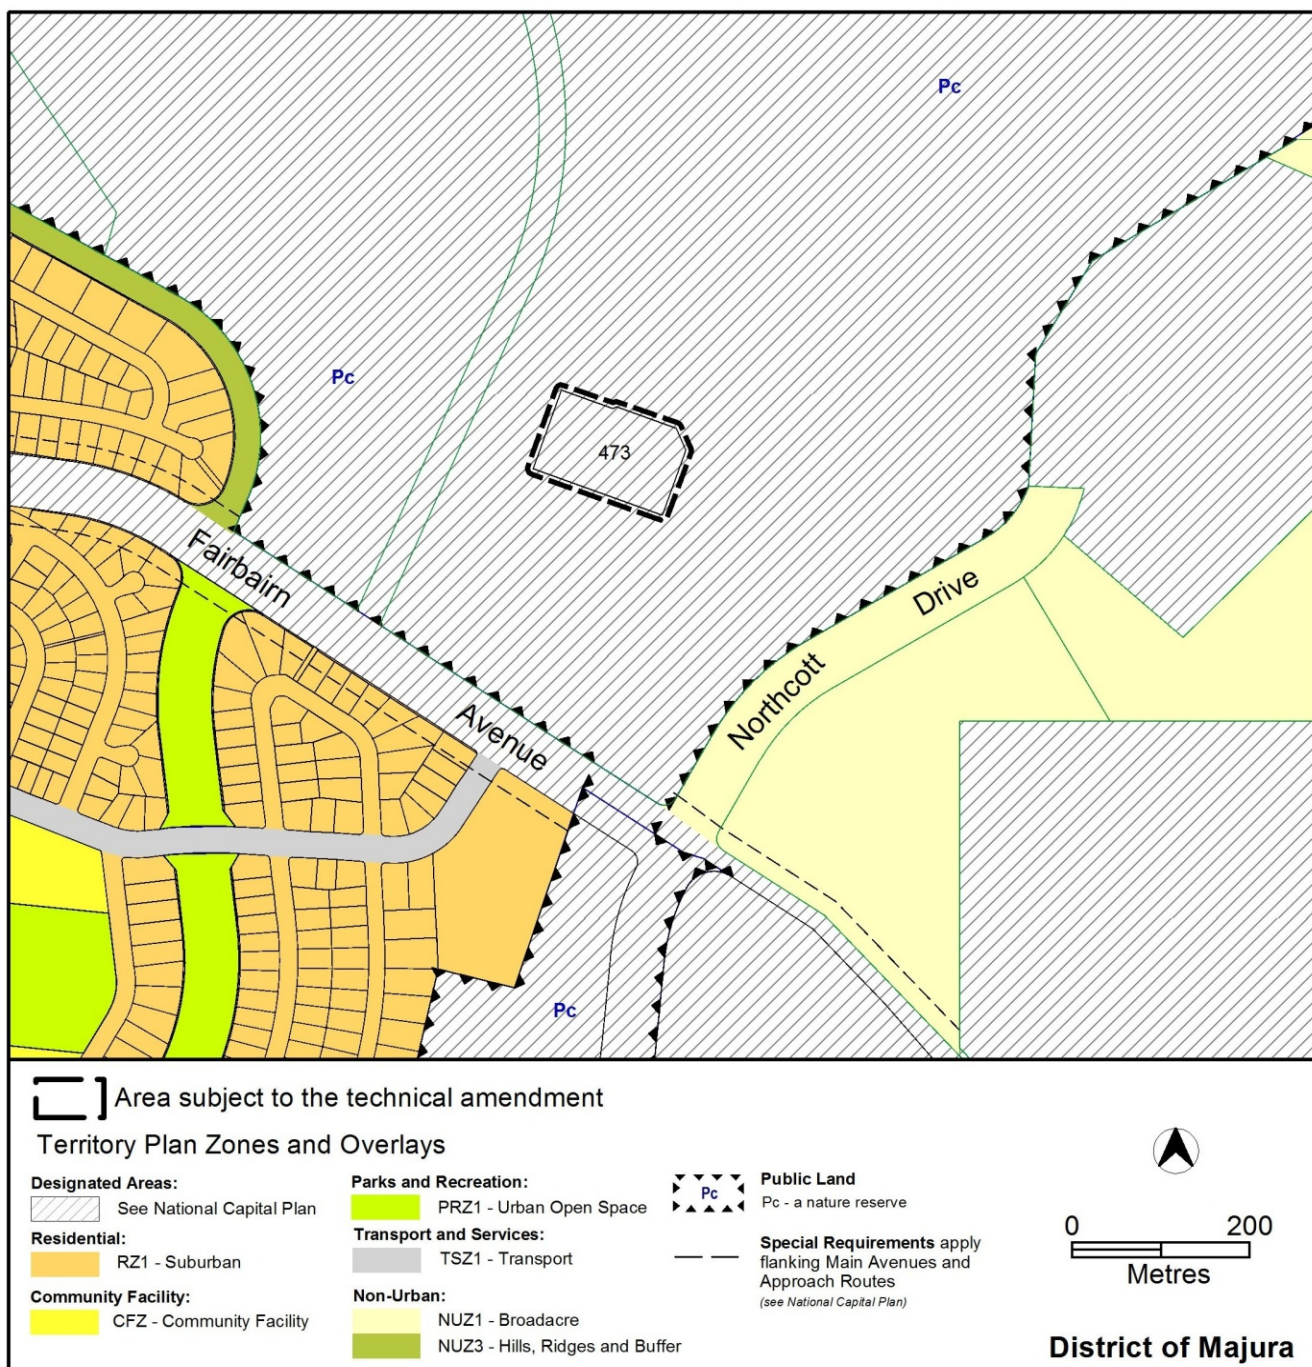 Pc
Pc
473
Fairbairn
Avenue
Northcott
Drive
Pc
Area subject to the technical amendment
Territory Plan Zones and Overlays
Designated Areas:
See National Capital Plan
Residential:
RZ1 - Suburban
Community Facility:
CFZ - Community Facility
Parks and Recreation:
PRZ1 - Urban Open Space
Transport and Services:
TSZ1 - Transport
Non-Urban:
NUZ1 - Broadacre
NUZ3 - Hills, Ridges and Buffer
Pc
Public Land
Pc - a nature reserve
Special Requirements apply
flanking Main Avenues and
Approach Routes
(see National Capital Plan)
0 200
Metres
District of Majura